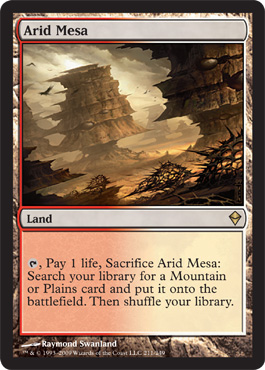 Arid Mesa
Land
, Pay 1 life, Sacrifice Arid Mesa:
Search your library for a Mountain
or Plains card and put it onto the
battlefield. Then shuffle your library.
Raymond Swanland
™ & © 1993–2009 Wizards of the Coast LLC 211/249